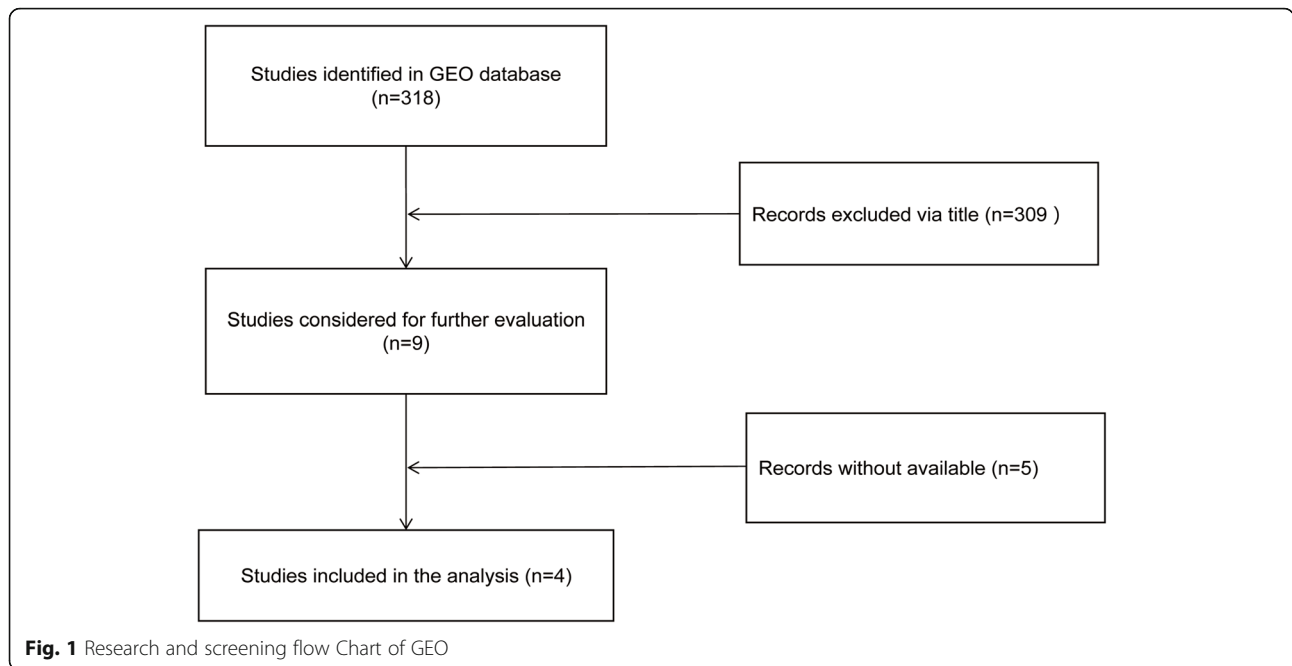 Studies identified in GEO database
(n=318)
Records excluded via title (n=309 )
Studies considered for further evaluation
(n=9)
Records without available (n=5)
Studies included in the analysis (n=4)
Fig. 1 Research and screening flow Chart of GEO